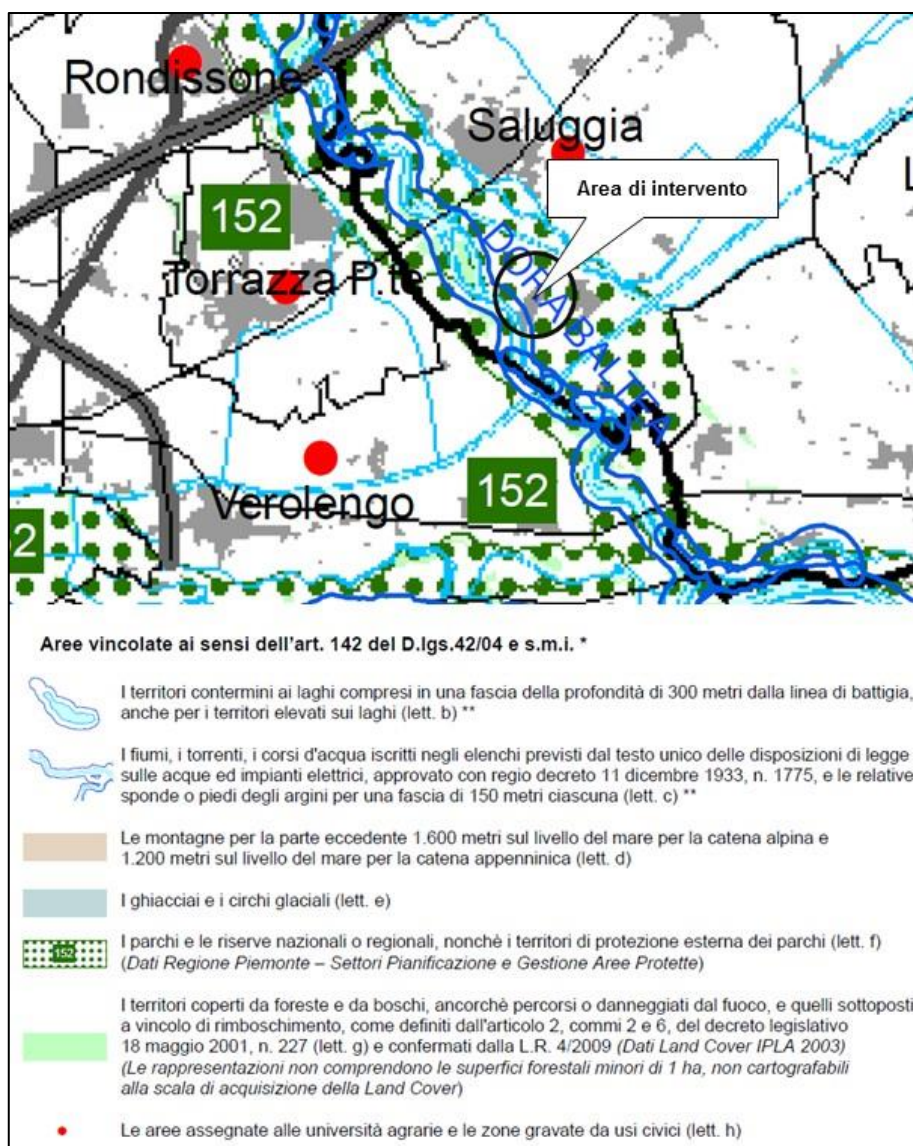 Rondissone
Saluggia
L
Area di intervento
152
DORA BALTEA
Torrazza P.te
152
Verolengo
52
Aree vincolate ai sensi dell'art. 142 del D.lgs.42/04 e s.m.i. *
I territori contermini ai laghi compresi in una fascia della profondità di 300 metri dalla linea di battigia,
anche per i territori elevati sui laghi (lett. b) **
I fiumi, i torrenti, i corsi d'acqua iscritti negli elenchi previsti dal testo unico delle disposizioni di legge
sulle acque ed impianti elettrici, approvato con regio decreto 11 dicembre 1933, n. 1775, e le relative
sponde o piedi degli argini per una fascia di 150 metri ciascuna (lett. c) **
Le montagne per la parte eccedente 1.600 metri sul livello del mare per la catena alpina e
1.200 metri sul livello del mare per la catena appenninica (lett. d)
I ghiacciai e i circhi glaciali (lett. e)
152
I parchi e le riserve nazionali o regionali, nonchè i territori di protezione esterna dei parchi (lett. f)
(Dati Regione Piemonte – Settori Pianificazione e Gestione Aree Protette)
I territori coperti da foreste e da boschi, ancorchè percorsi o danneggiati dal fuoco, e quelli sottoposti
a vincolo di rimboschimento, come definiti dall'articolo 2, commi 2 e 6, del decreto legislativo
18 maggio 2001, n. 227 (lett. g) e confermati dalla L.R. 4/2009 (Dati Land Cover IPLA 2003)
(Le rappresentazioni non comprendono le superfici forestali minori di 1 ha, non cartografabili
alla scala di acquisizione della Land Cover)
Le aree assegnate alle università agrarie e le zone gravate da usi civici (lett. h)